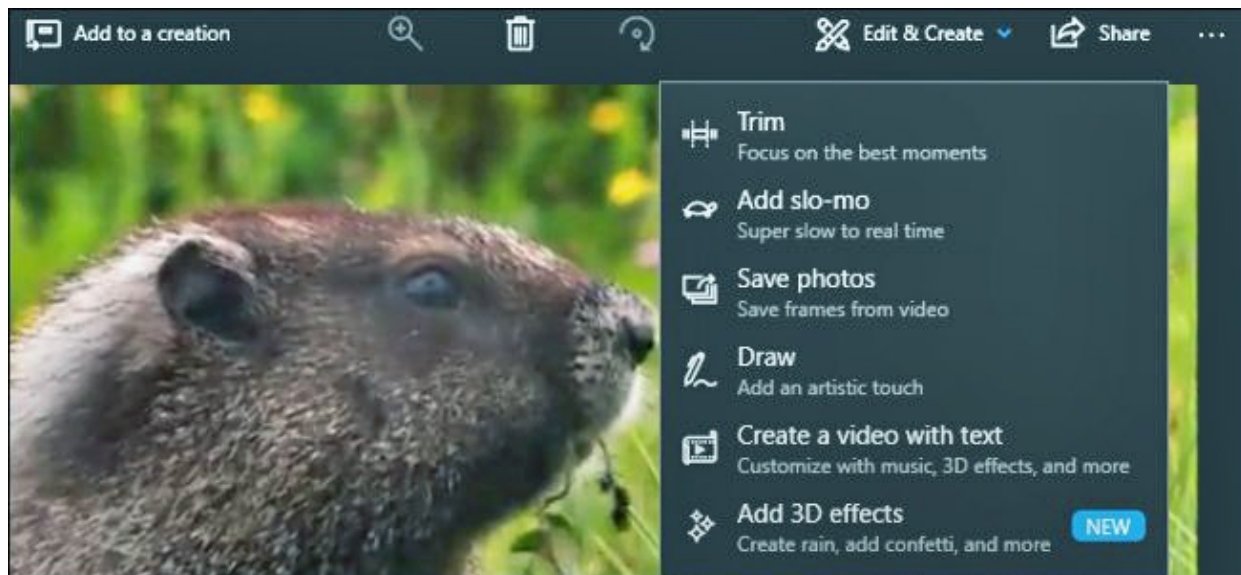 Add to a creation
Edit & Create
Share
Trim
Focus on the best moments
Add slo-mo
Super slow to real time
Save photos
Save frames from video
Draw
Add an artistic touch
Create a video with text
Customize with music, 3D effects, and more
Add 3D effects
NEW
Create rain, add confetti, and more